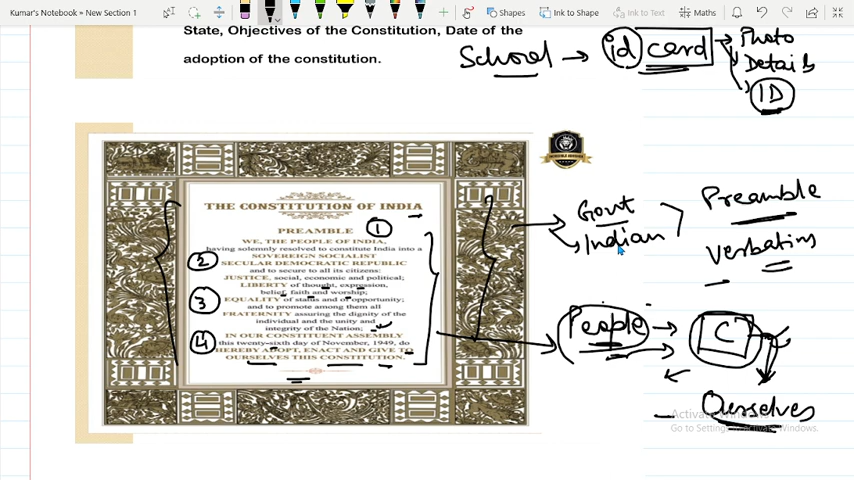 Kumar's Notebook » New Section 1
Shapes
Ink to Shape
Ink to Text
Maths
State, Objectives of the Constitution, Date of the
adoption of the constitution.
School → id card
Photo
Details
ID
THE CONSTITUTION OF INDIA
PREAMBLE
1
WE, THE PEOPLE OF INDIA,
having solemnly resolved to constitute India into a
2
SOVEREIGN SOCIALIST
SECULAR DEMOCRATIC REPUBLIC
and to secure to all its citizens:
JUSTICE, social, economic and political;
LIBERTY of thought, expression,
belief, faith and worship;
3
EQUALITY of status and of opportunity;
and to promote among them all
FRATERNITY assuring the dignity of the
individual and the unity and
integrity of the Nation;
4
IN OUR CONSTITUENT ASSEMBLY
this twenty-sixth day of November, 1949, do
HEREBY ADOPT, ENACT AND GIVE TO
OURSELVES THIS CONSTITUTION.
Govt
Indian
Preamble
Verbatim
People → C
Ourselves
Activate Windows
Go to Settings to activate Windows.